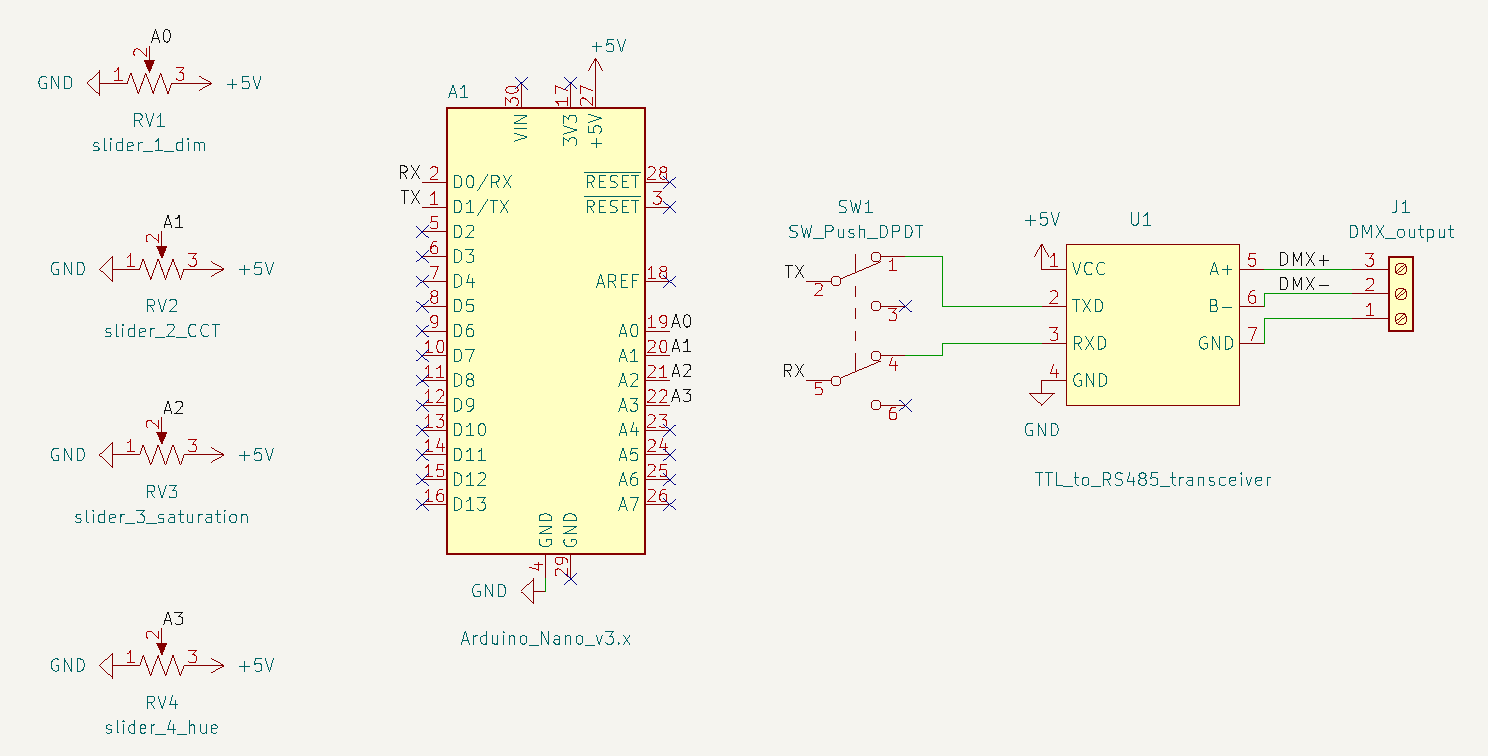 A0
2
GND 1 3 +5V
RV1
slider_1_dim
A1
2
GND 1 3 +5V
RV2
slider_2_CCT
A2
2
GND 1 3 +5V
RV3
slider_3_saturation
A3
2
GND 1 3 +5V
RV4
slider_4_hue
+5V
A1
30 17 27
VIN 3V3 +5V
RX 2 D0/RX RESET 28
TX 1 D1/TX RESET 3
5 D2
6 D3
7 D4 AREF 18
8 D5
9 D6 A0 19 A0
10 D7 A1 20 A1
11 D8 A2 21 A2
12 D9 A3 22 A3
13 D10 A4 23
14 D11 A5 24
15 D12 A6 25
16 D13 A7 26
GND GND
4 29
GND
Arduino_Nano_v3.x
SW1
SW_Push_DPDT
TX 2 1
3
RX 5 4
6
+5V
U1
1 VCC A+ 5 DMX+
2 TXD B- 6 DMX-
3 RXD GND 7
4 GND
GND
TTL_to_RS485_transceiver
J1
DMX_output
3
2
1